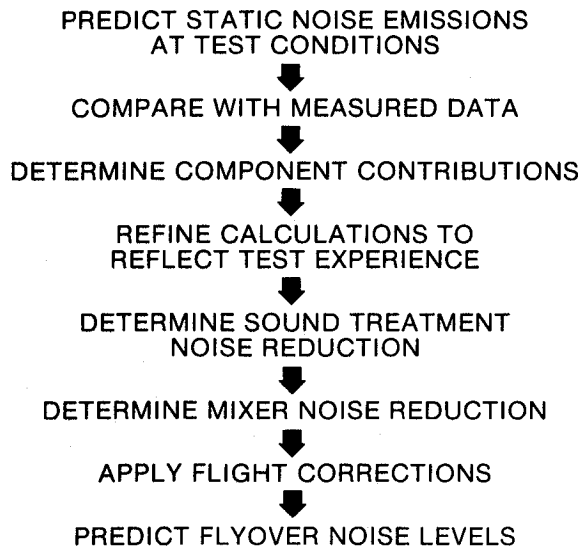 PREDICT STATIC NOISE EMISSIONS
AT TEST CONDITIONS
COMPARE WITH MEASURED DATA
DETERMINE COMPONENT CONTRIBUTIONS
REFINE CALCULATIONS TO
REFLECT TEST EXPERIENCE
DETERMINE SOUND TREATMENT
NOISE REDUCTION
DETERMINE MIXER NOISE REDUCTION
APPLY FLIGHT CORRECTIONS
PREDICT FLYOVER NOISE LEVELS